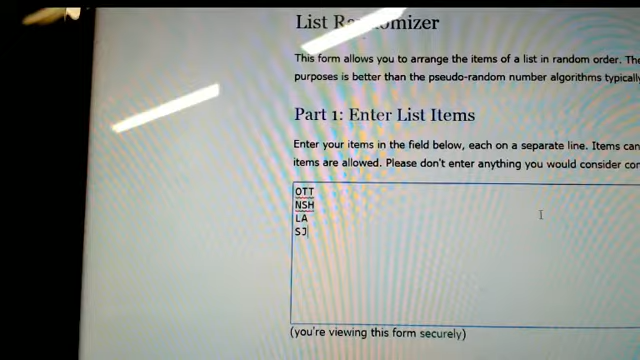 List Randomizer
This form allows you to arrange the items of a list in random order. The
purposes is better than the pseudo-random number algorithms typically
Part 1: Enter List Items
Enter your items in the field below, each on a separate line. Items can
items are allowed. Please don't enter anything you would consider con
OTT
NSH
LA
SJ
(you're viewing this form securely)